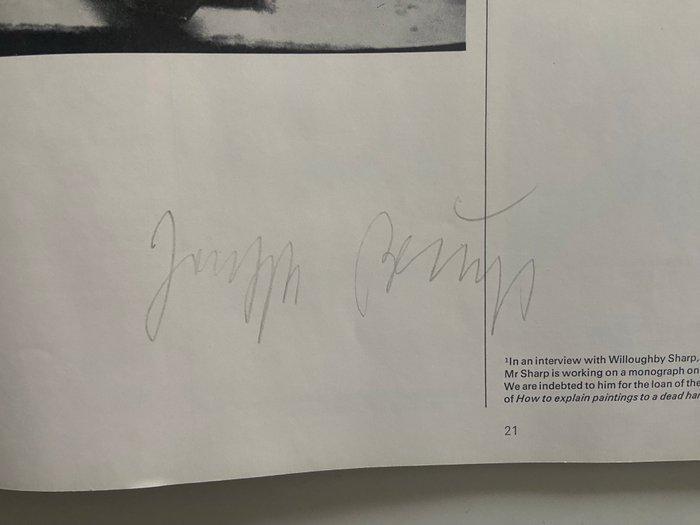 Joseph Beuys
¹In an interview with Willoughby Sharp,
Mr Sharp is working on a monograph on
We are indebted to him for the loan of the
of How to explain paintings to a dead har
21